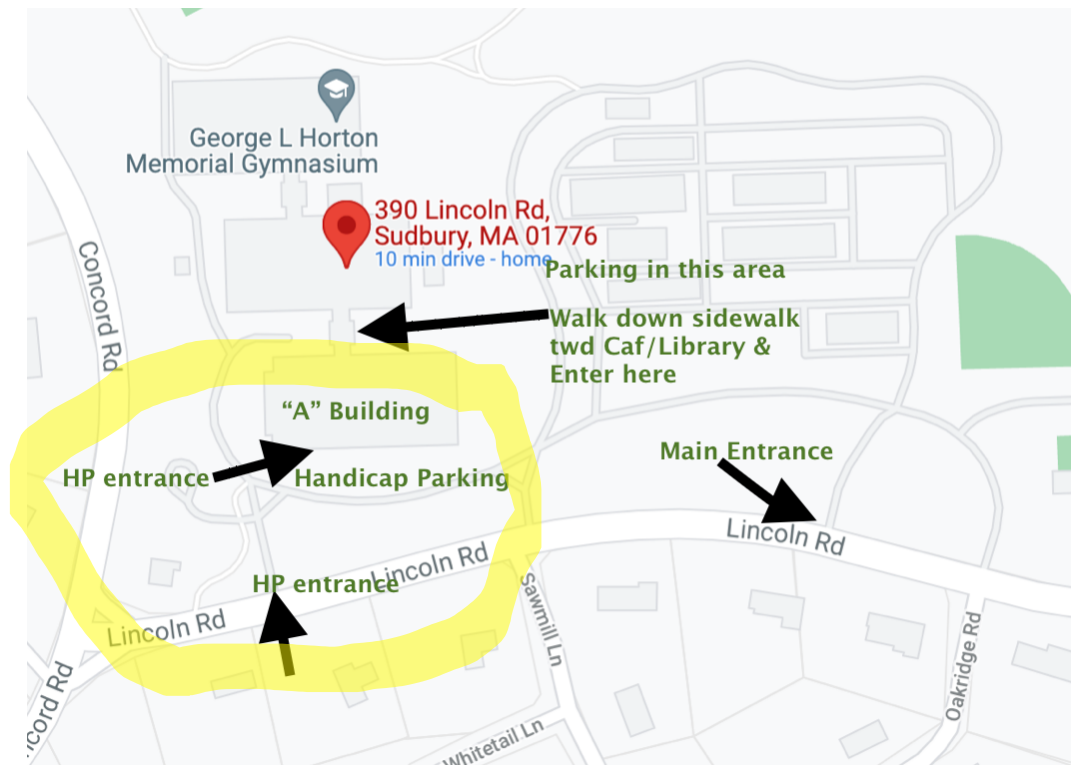 George L Horton
Memorial Gymnasium
390 Lincoln Rd,
Sudbury, MA 01776
10 min drive - home
Parking in this area
Walk down sidewalk
twd Caf/Library &
Enter here
Concord Rd
“A” Building
HP entrance
Handicap Parking
Main Entrance
Lincoln Rd
Lincoln Rd
HP entrance
Lincoln Rd
Sawmill Ln
Oakridge Rd
ncord Rd
Whitetail Ln